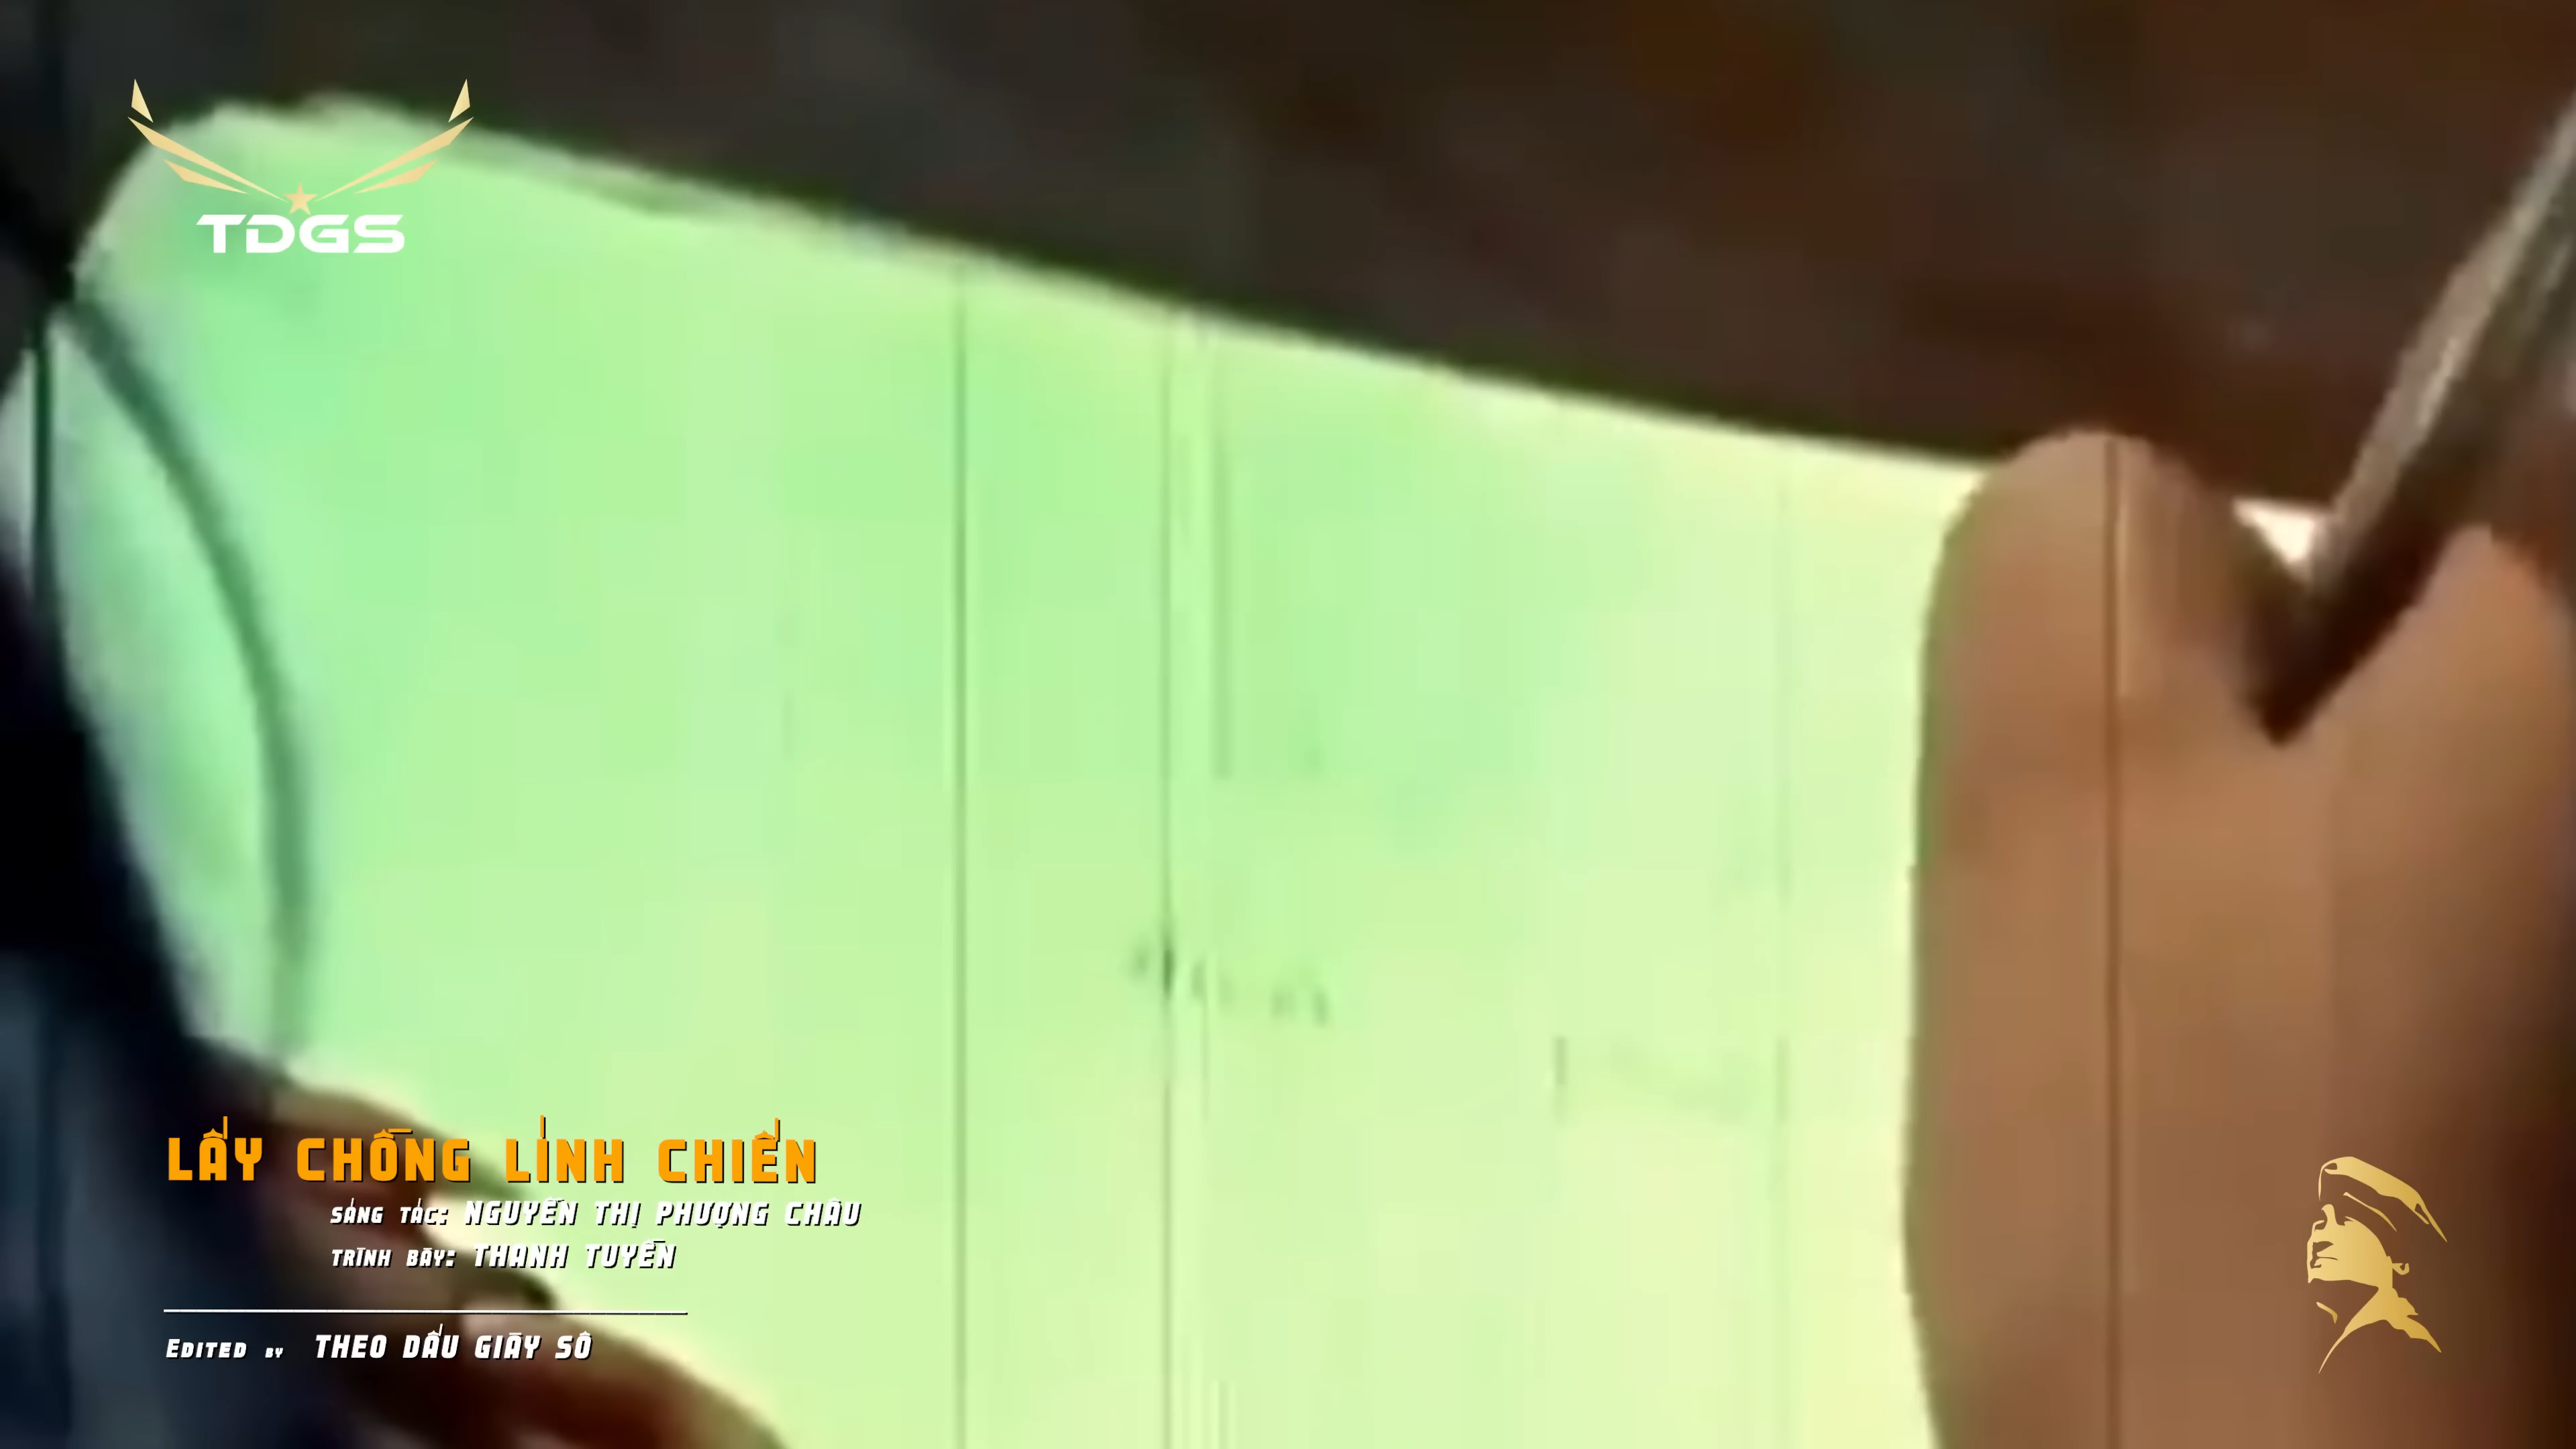 TDGS
LẤY CHỒNG LÍNH CHIẾN
SÁNG TÁC: NGUYỄN THỊ PHƯỢNG CHÂU
TRÌNH BÀY: THANH TUYỀN
EDITED BY THEO DẤU GIÀY SÔ